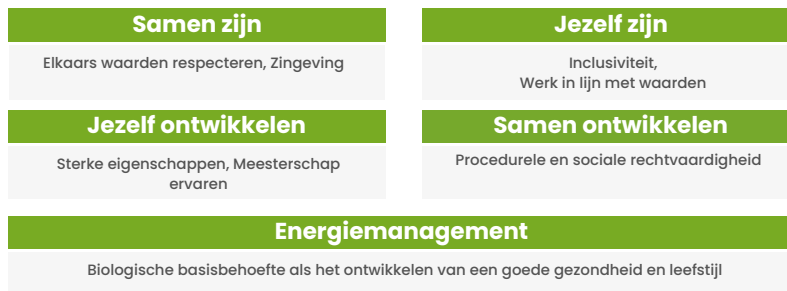 Samen zijn
Elkaars waarden respecteren, Zingeving
Jezelf zijn
Inclusiviteit,
Werk in lijn met waarden
Jezelf ontwikkelen
Sterke eigenschappen, Meesterschap
ervaren
Samen ontwikkelen
Procedurele en sociale rechtvaardigheid
Energiemanagement
Biologische basisbehoefte als het ontwikkelen van een goede gezondheid en leefstijl